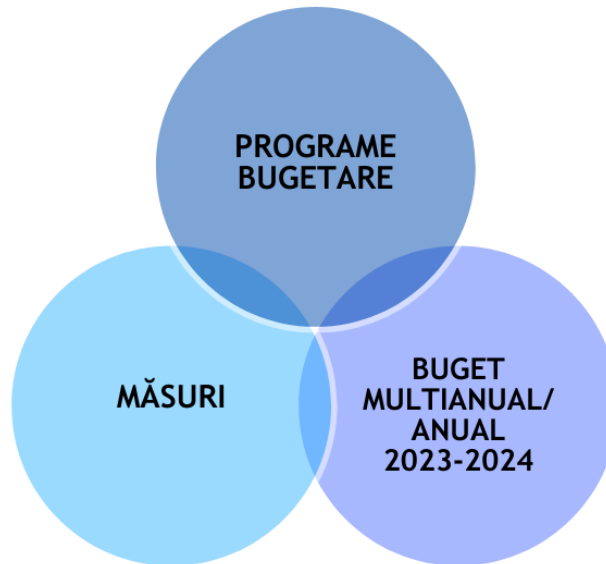 PROGRAME
BUGETARE
MĂSURI
BUGET
MULTIANUAL/
ANUAL
2023-2024